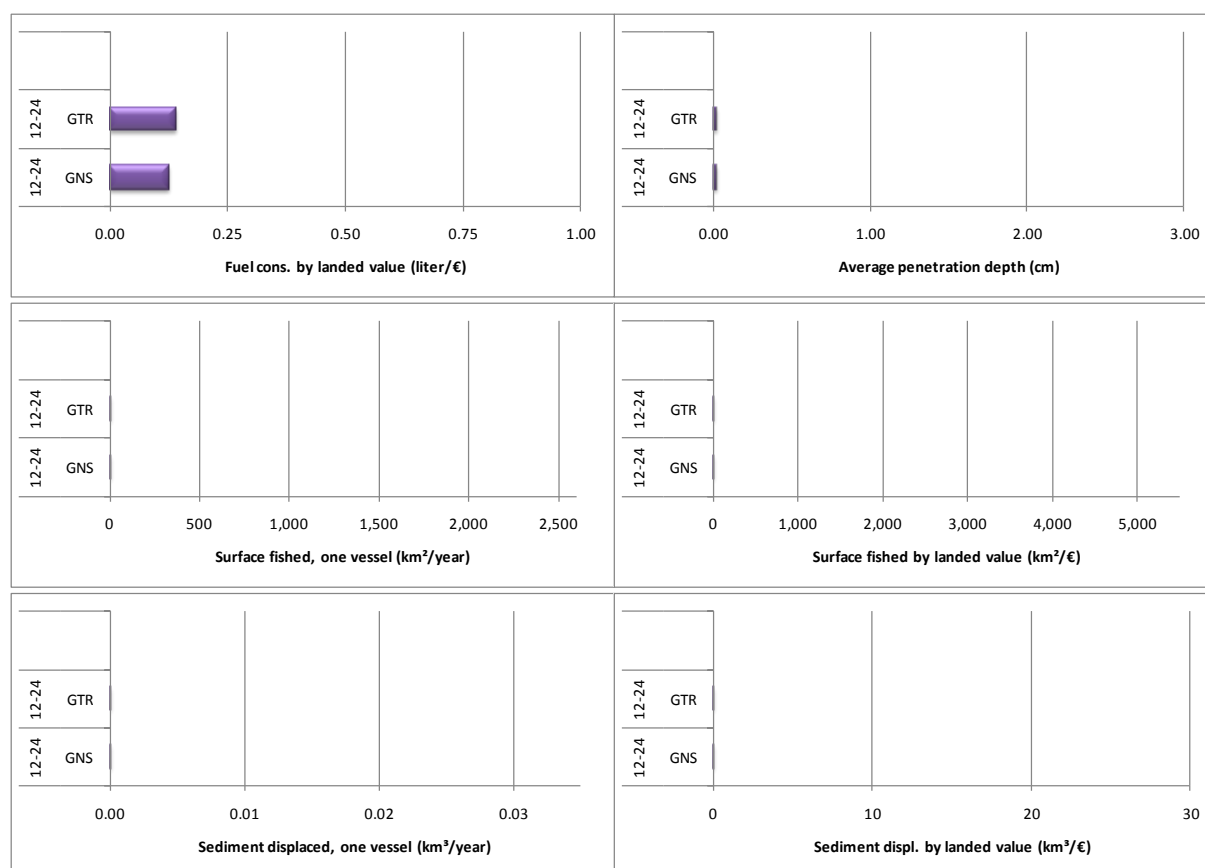 12-24 GTR
12-24 GNS
0.00 0.25 0.50 0.75 1.00
Fuel cons. by landed value (liter/€)
12-24 GTR
12-24 GNS
0.00 1.00 2.00 3.00
Average penetration depth (cm)
12-24 GTR
12-24 GNS
0 500 1,000 1,500 2,000 2,500
Surface fished, one vessel (km²/year)
12-24 GTR
12-24 GNS
0 1,000 2,000 3,000 4,000 5,000
Surface fished by landed value (km²/€)
12-24 GTR
12-24 GNS
0.00 0.01 0.02 0.03
Sediment displaced, one vessel (km³/year)
12-24 GTR
12-24 GNS
0 10 20 30
Sediment displ. by landed value (km³/€)